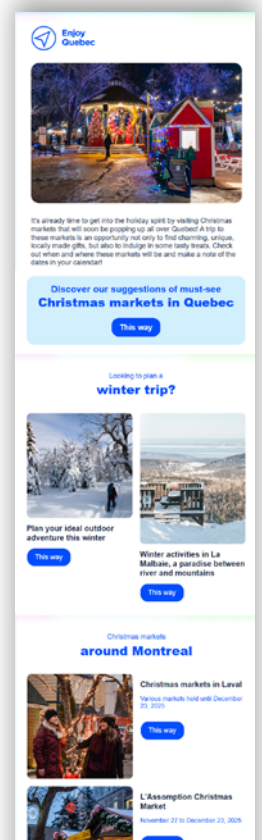 Enjoy
Quebec
It's already time to get into the holiday spirit by visiting Christmas
markets that will soon be popping up all over Quebec! A trip to
these markets is an opportunity not only to find charming, unique,
locally made gifts, but also to indulge in some tasty treats. Check
out when and where these markets will be and make a note of the
dates in your calendar!
Discover our suggestions of must-see
Christmas markets in Quebec
This way
Looking to plan a
winter trip?
Plan your ideal outdoor
adventure this winter
This way
Winter activities in La
Malbaie, a paradise between
river and mountains
This way
Christmas markets
around Montreal
Christmas markets in Laval
Various markets held until December
23, 2025
This way
L'Assomption Christmas
Market
November 27 to December 23, 2025